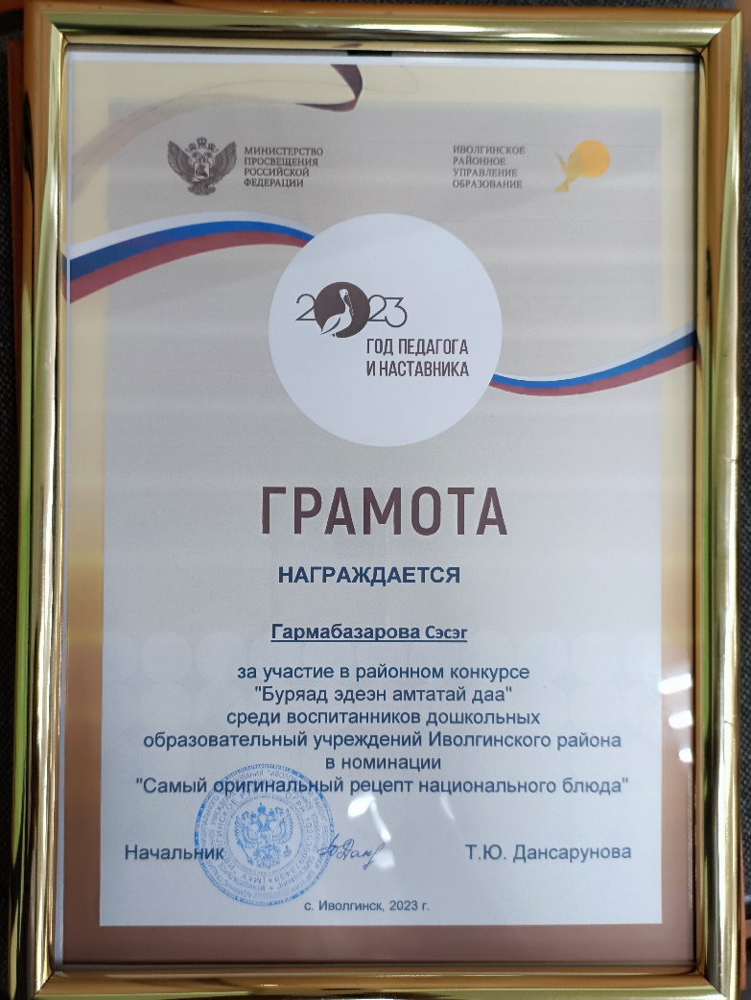 МИНИСТЕРСТВО
ПРОСВЕЩЕНИЯ
РОССИЙСКОЙ
ФЕДЕРАЦИИ
ИВОЛГИНСКОЕ
РАЙОННОЕ
УПРАВЛЕНИЕ
ОБРАЗОВАНИЕ
2023
ГОД ПЕДАГОГА
И НАСТАВНИКА
ГРАМОТА
НАГРАЖДАЕТСЯ
Гармабазарова Сэсэг
за участие в районном конкурсе
"Буряад эдеэн амтатай даа"
среди воспитанников дошкольных
образовательный учреждений Иволгинского района
в номинации
"Самый оригинальный рецепт национального блюда"
Начальник
Т.Ю. Дансарунова
с. Иволгинск, 2023 г.